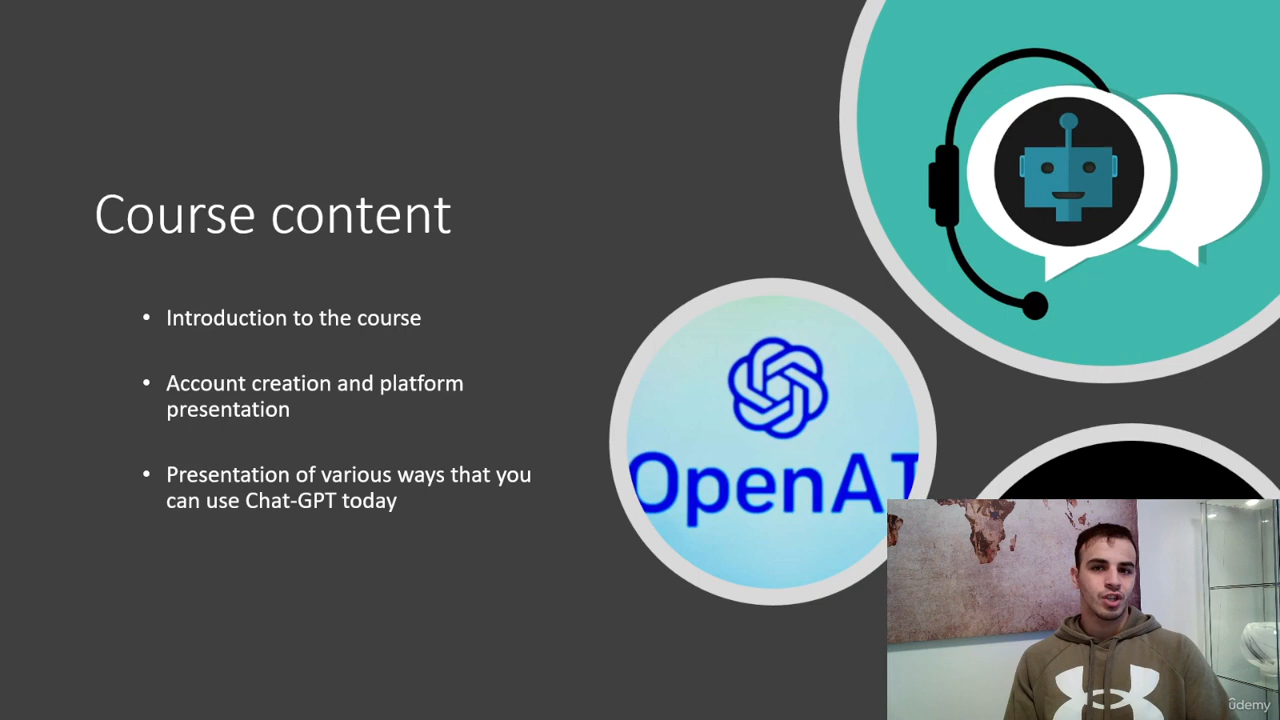 Course content
• Introduction to the course
• Account creation and platform
presentation
• Presentation of various ways that you
can use Chat-GPT today
OpenAI
udemy